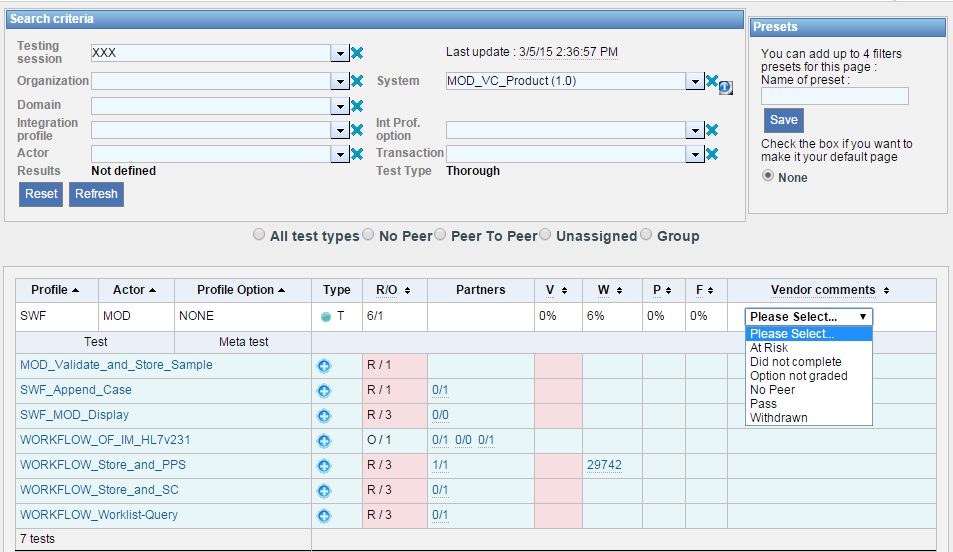 Search criteria
Testing session XXX Last update : 3/5/15 2:36:57 PM
Organization System MOD_VC_Product (1.0)
Domain
Integration profile Int Prof. option
Actor Transaction
Results Not defined Test Type Thorough
Reset Refresh
Presets
You can add up to 4 filters
presets for this page :
Name of preset :
Save
Check the box if you want to
make it your default page
None
All test types No Peer Peer To Peer Unassigned Group
Profile Actor Profile Option Type R/O Partners V W P F Vendor comments
SWF MOD NONE T 6/1 0% 6% 0% 0% Please Select...
Please Select...
At Risk
Did not complete
Option not graded
No Peer
Pass
Withdrawn
Test Meta test
MOD_Validate_and_Store_Sample R / 1
SWF_Append_Case R / 1 0/1
SWF_MOD_Display R / 3 0/0
WORKFLOW_OF_IM_HL7v231 O / 1 0/1 0/0 0/1
WORKFLOW_Store_and_PPS R / 3 1/1 29742
WORKFLOW_Store_and_SC R / 3 0/1
WORKFLOW_Worklist-Query R / 3 0/1
7 tests